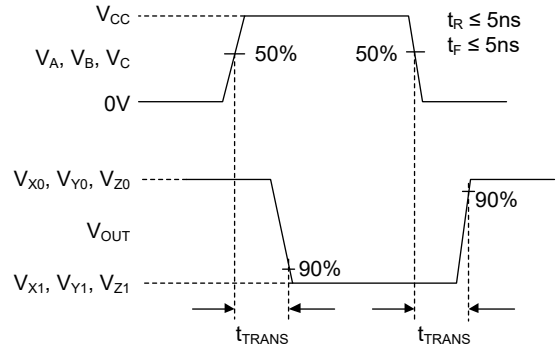 V_CC
t_R ≤ 5ns
t_F ≤ 5ns
V_A, V_B, V_C
50%
50%
0V
V_X0, V_Y0, V_Z0
90%
V_OUT
90%
V_X1, V_Y1, V_Z1
t_TRANS
t_TRANS